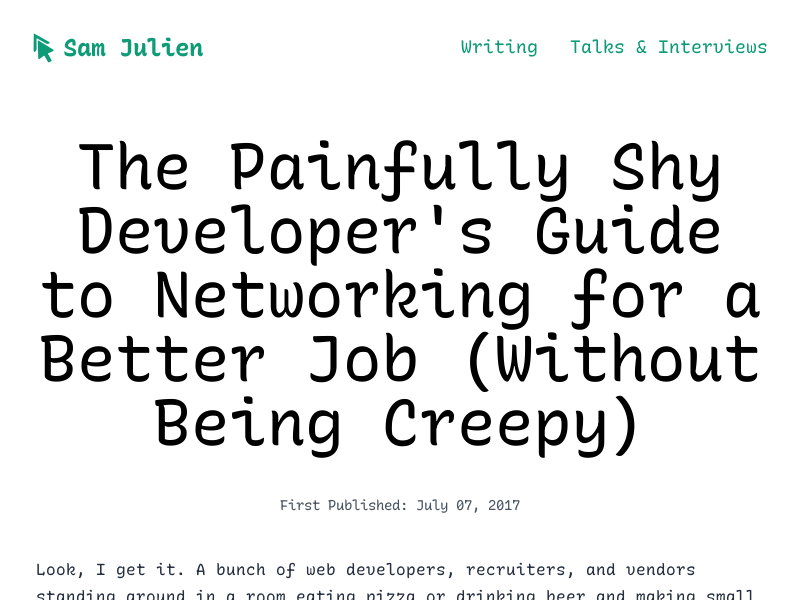 Sam Julien
Writing
Talks & Interviews
The Painfully Shy
Developer's Guide
to Networking for a
Better Job (Without
Being Creepy)
First Published: July 07, 2017
Look, I get it. A bunch of web developers, recruiters, and vendors
standing around in a room eating pizza or drinking beer and making small